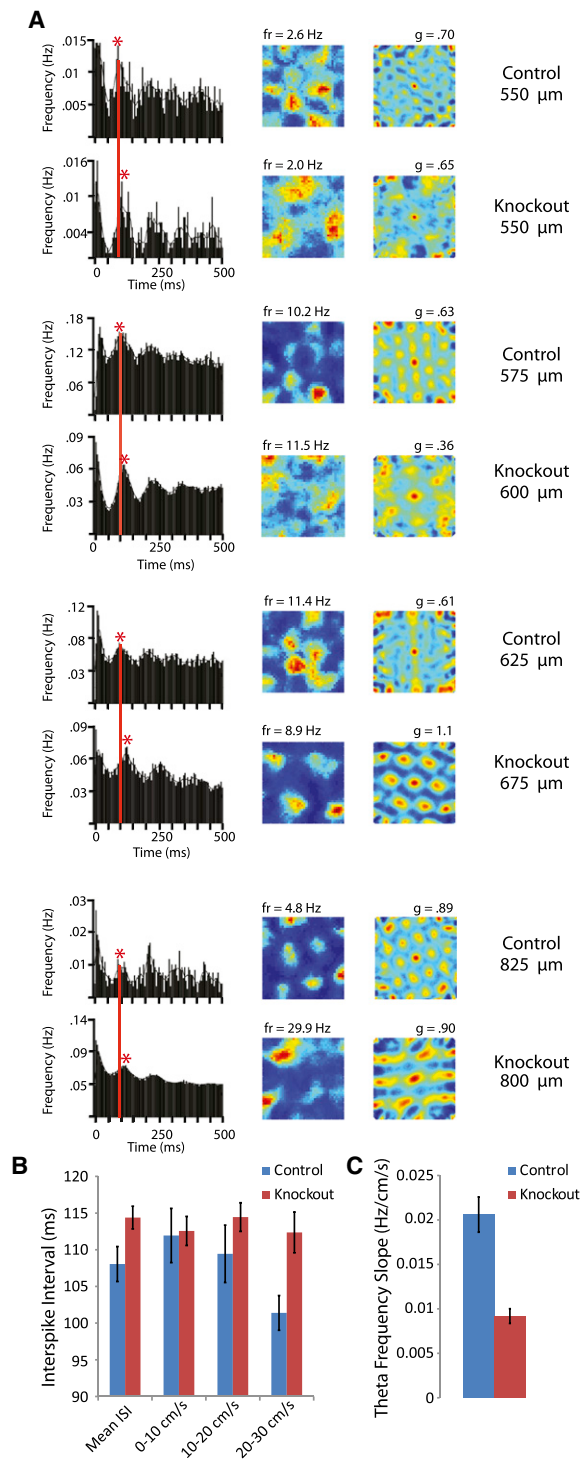 A
Frequency (Hz)
.015
.010
.005
*
fr = 2.6 Hz
g = .70
Control
550 µm
Frequency (Hz)
.016
.004
*
0
250
500
Time (ms)
fr = 2.0 Hz
g = .65
Knockout
550 µm
Frequency (Hz)
.18
.12
.06
*
fr = 10.2 Hz
g = .63
Control
575 µm
Frequency (Hz)
.09
.06
.03
*
0
250
500
Time (ms)
fr = 11.5 Hz
g = .36
Knockout
600 µm
Frequency (Hz)
.12
.08
.03
*
fr = 11.4 Hz
g = .61
Control
625 µm
Frequency (Hz)
.09
.06
.03
*
0
250
500
Time (ms)
fr = 8.9 Hz
g = 1.1
Knockout
675 µm
Frequency (Hz)
.03
.02
.01
*
fr = 4.8 Hz
g = .89
Control
825 µm
Frequency (Hz)
.14
.09
.05
*
0
250
500
Time (ms)
fr = 29.9 Hz
g = .90
Knockout
800 µm
B
Interspike Interval (ms)
120
115
110
105
100
95
90
Control
Knockout
Mean ISI
0-10 cm/s
10-20 cm/s
20-30 cm/s
C
Theta Frequency Slope (Hz/cm/s)
0.025
0.02
0.015
0.01
0.005
0
Control
Knockout